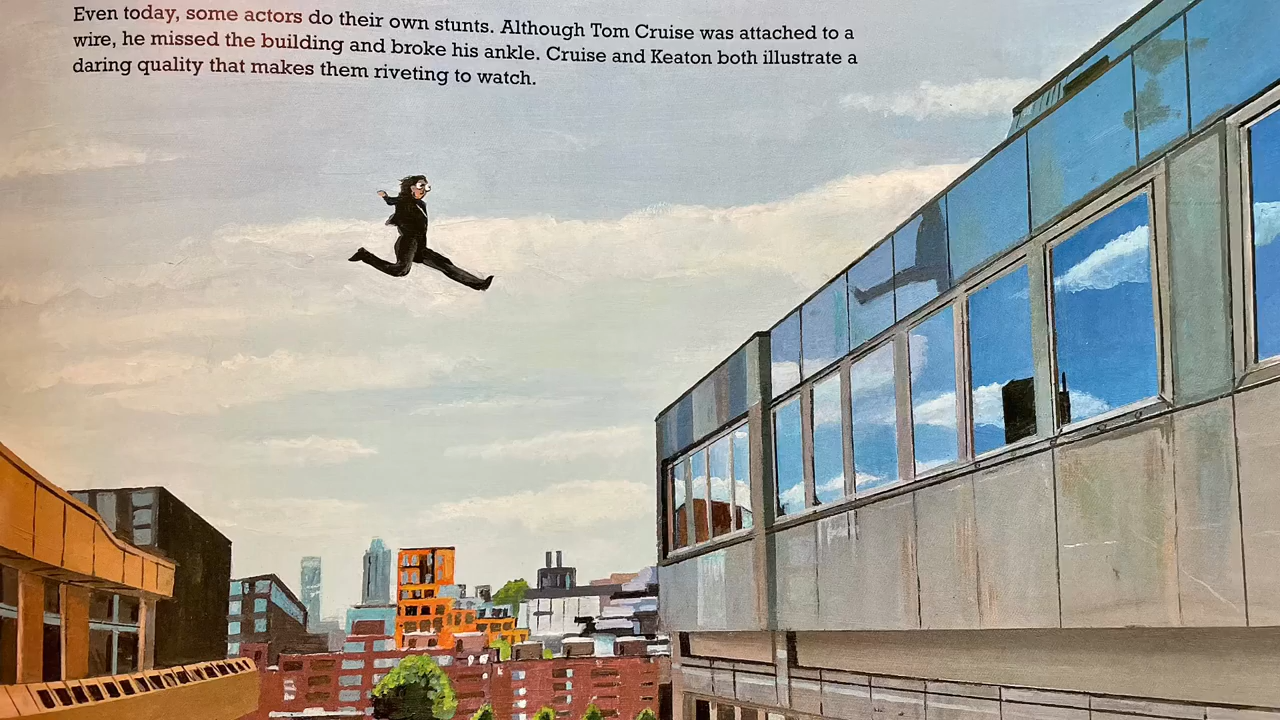 Even today, some actors do their own stunts. Although Tom Cruise was attached to a
wire, he missed the building and broke his ankle. Cruise and Keaton both illustrate a
daring quality that makes them riveting to watch.